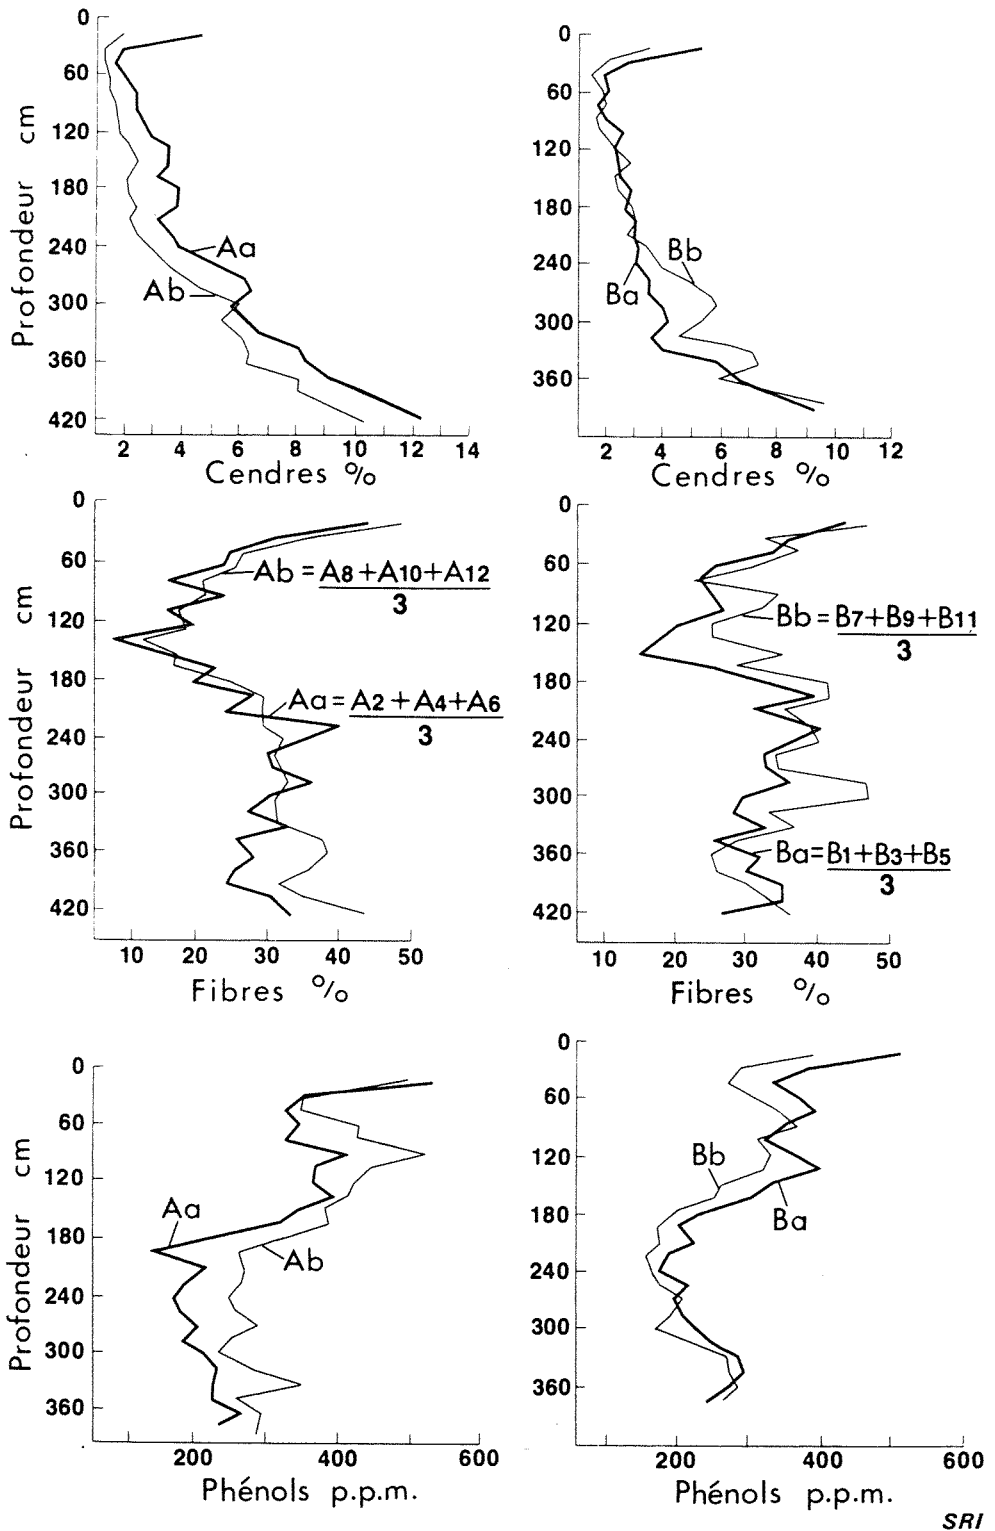 0
60
120
180
240
300
360
420
Profondeur cm
Aa
Ab
2 4 6 8 10 12 14
Cendres %
0
60
120
180
240
300
360
Bb
Ba
2 4 6 8 10 12
Cendres %
0
60
120
180
240
300
360
420
Profondeur cm
Ab = A8 + A10 + A12
3
Aa = A2 + A4 + A6
3
10 20 30 40 50
Fibres %
0
60
120
180
240
300
360
420
Bb = B7 + B9 + B11
3
Ba = B1 + B3 + B5
3
10 20 30 40 50
Fibres %
0
60
120
180
240
300
360
Profondeur cm
Aa
Ab
200 400 600
Phénols p.p.m.
0
60
120
180
240
300
360
Bb
Ba
200 400 600
Phénols p.p.m.
SRI